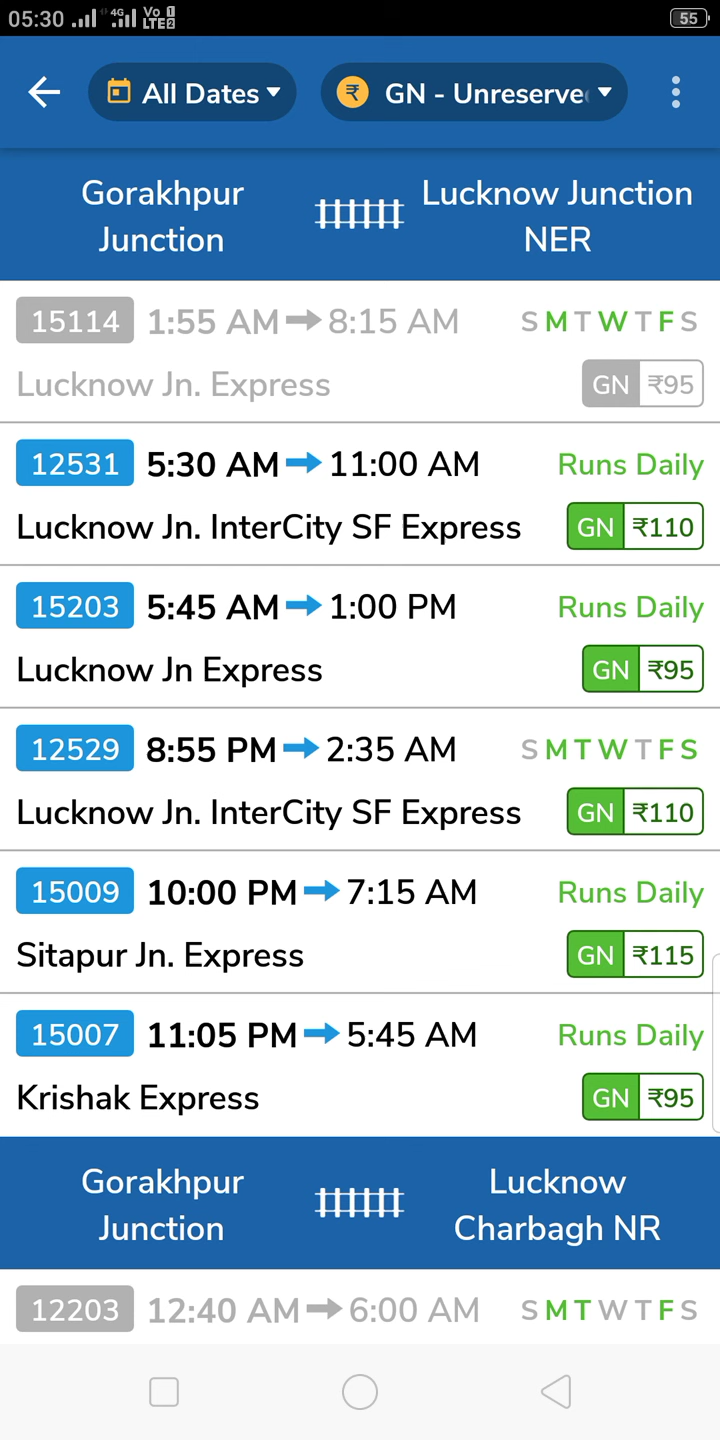 05:30 4G Vo 1 LTE2 55
All Dates GN - Unreserve
Gorakhpur Junction
Lucknow Junction NER
15114 1:55 AM 8:15 AM S M T W T F S
Lucknow Jn. Express GN ₹95
12531 5:30 AM 11:00 AM Runs Daily
Lucknow Jn. InterCity SF Express GN ₹110
15203 5:45 AM 1:00 PM Runs Daily
Lucknow Jn Express GN ₹95
12529 8:55 PM 2:35 AM S M T W T F S
Lucknow Jn. InterCity SF Express GN ₹110
15009 10:00 PM 7:15 AM Runs Daily
Sitapur Jn. Express GN ₹115
15007 11:05 PM 5:45 AM Runs Daily
Krishak Express GN ₹95
Gorakhpur Junction
Lucknow Charbagh NR
12203 12:40 AM 6:00 AM S M T W T F S